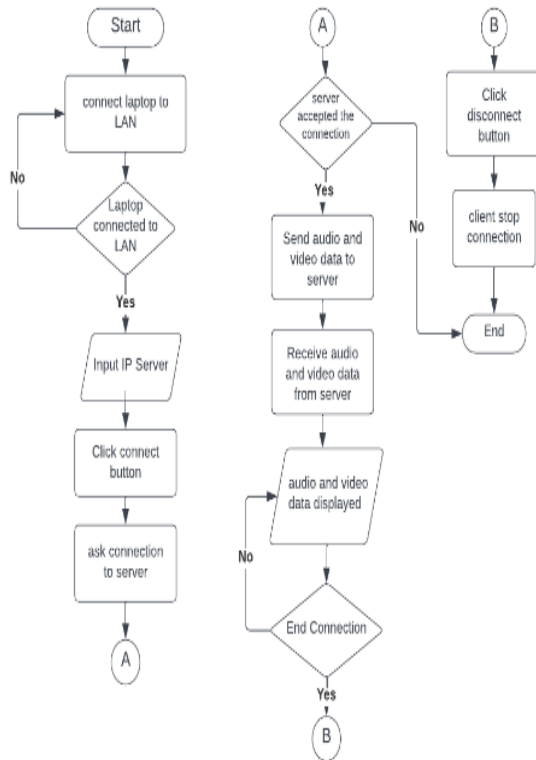 Start
connect laptop to
LAN
No
Laptop
connected to
LAN
Yes
Input IP Server
Click connect
button
ask connection
to server
A
A
server
accepted the
connection
Yes
No
Send audio and
video data to
server
Receive audio
and video data
from server
audio and video
data displayed
No
End Connection
Yes
B
B
Click
disconnect
button
client stop
connection
End